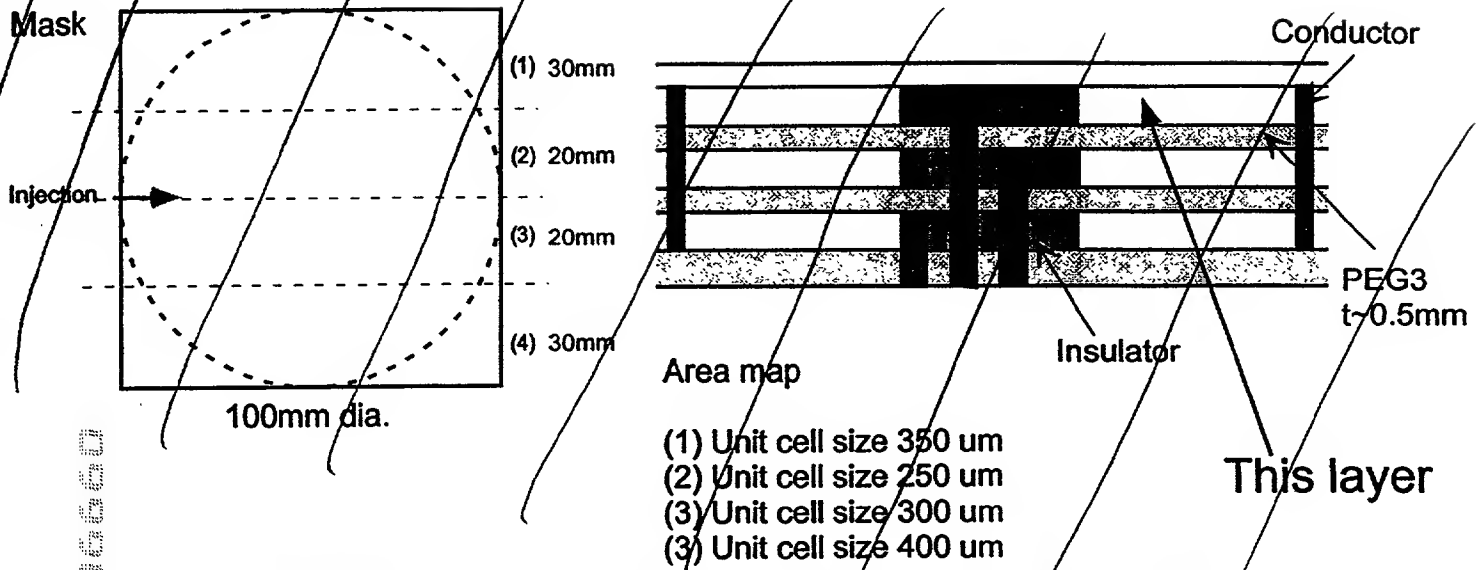 Mask
(1) 30mm
(2) 20mm
Injection
(3) 20mm
(4) 30mm
100mm dia.
Conductor
PEG3
t~0.5mm
Insulator
This layer
Area map
(1) Unit cell size 350 um
(2) Unit cell size 250 um
(3) Unit cell size 300 um
(3) Unit cell size 400 um